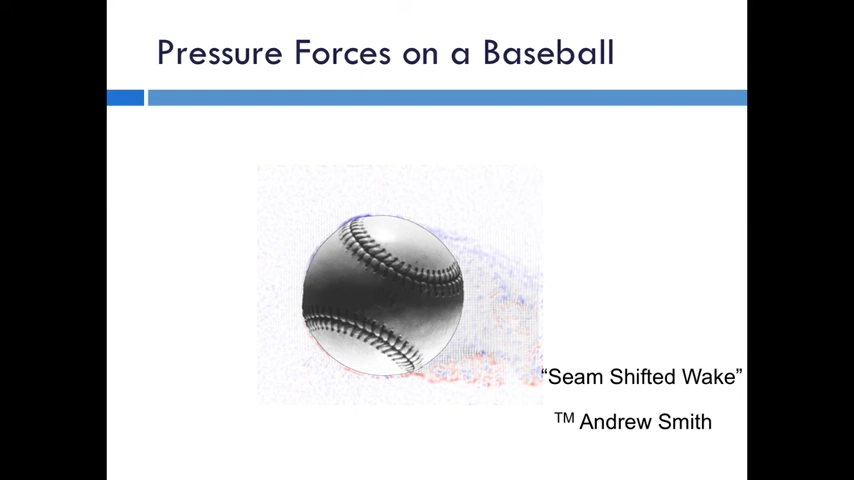 Pressure Forces on a Baseball
“Seam Shifted Wake”
TM Andrew Smith